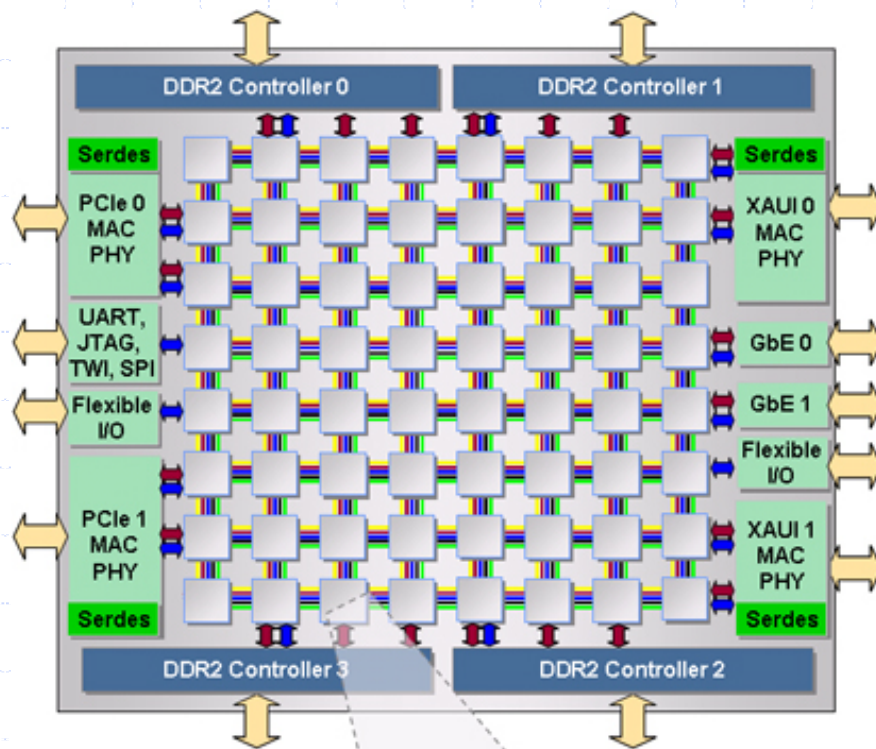 DDR2 Controller 0
DDR2 Controller 1
Serdes
PCIe 0
MAC
PHY
UART,
JTAG,
TWI, SPI
Flexible
I/O
PCIe 1
MAC
PHY
Serdes
Serdes
XAUI 0
MAC
PHY
GbE 0
GbE 1
Flexible
I/O
XAUI 1
MAC
PHY
Serdes
DDR2 Controller 3
DDR2 Controller 2